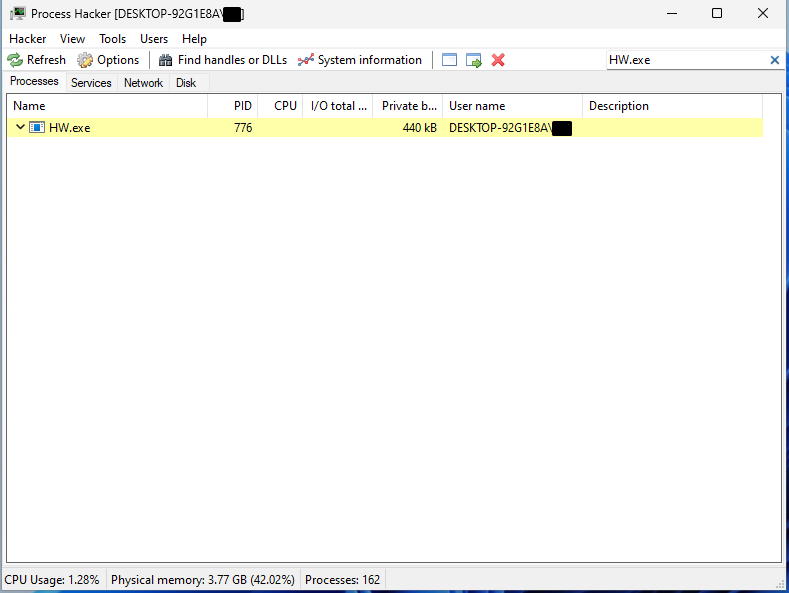 Process Hacker [DESKTOP-92G1E8A\ ]
Hacker View Tools Users Help
Refresh Options Find handles or DLLs System information HW.exe
Processes Services Network Disk
Name PID CPU I/O total ... Private b... User name Description
HW.exe 776 440 kB DESKTOP-92G1E8A\
CPU Usage: 1.28% Physical memory: 3.77 GB (42.02%) Processes: 162